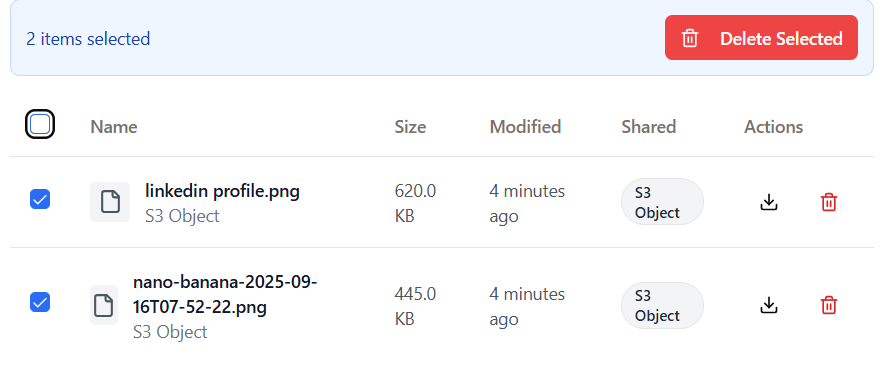 2 items selected
Delete Selected
Name
Size
Modified
Shared
Actions
linkedin profile.png
S3 Object
620.0
KB
4 minutes
ago
S3
Object
nano-banana-2025-09-
16T07-52-22.png
S3 Object
445.0
KB
4 minutes
ago
S3
Object